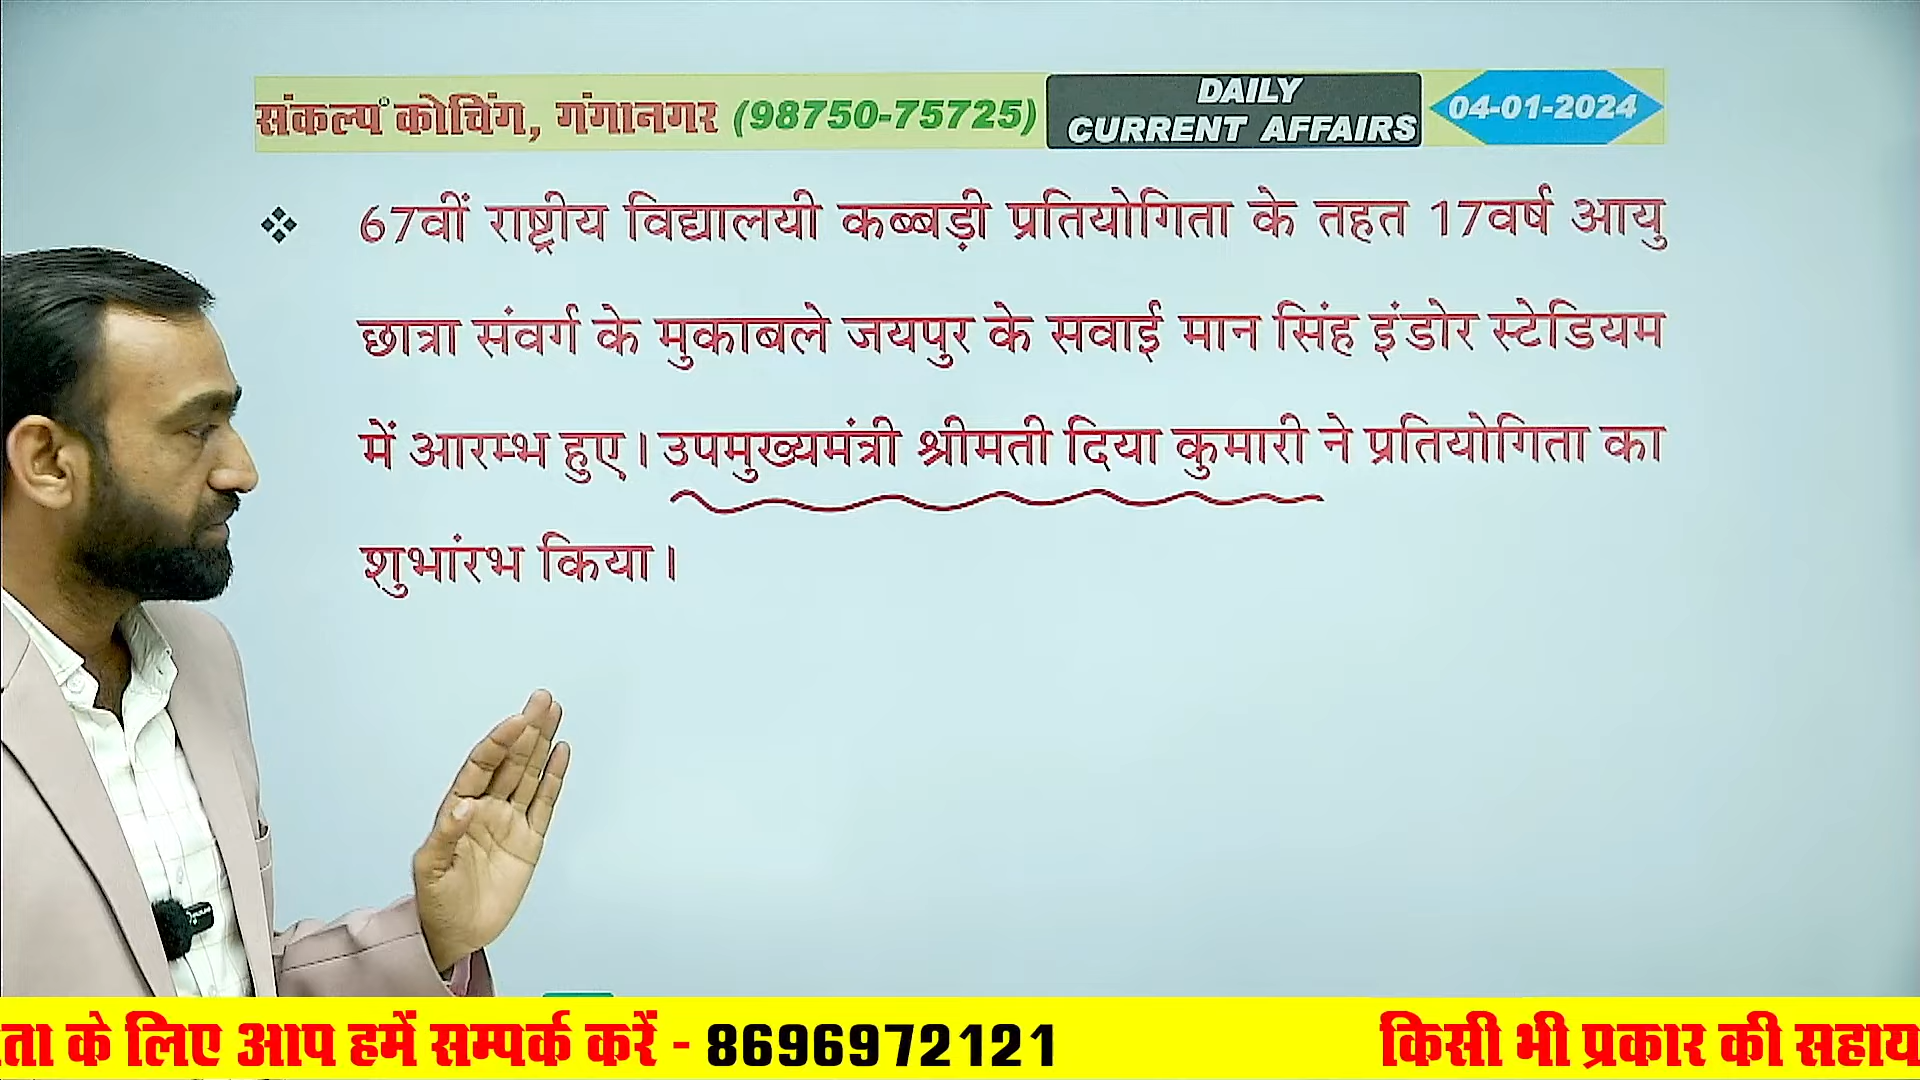 संकल्प कोचिंग, गंगानगर (98750-75725)
DAILY
CURRENT AFFAIRS
04-01-2024
67वीं राष्ट्रीय विद्यालयी कब्बड़ी प्रतियोगिता के तहत 17वर्ष आयु
छात्रा संवर्ग के मुकाबले जयपुर के सवाई मान सिंह इंडोर स्टेडियम
में आरम्भ हुए। उपमुख्यमंत्री श्रीमती दिया कुमारी ने प्रतियोगिता का
शुभांरभ किया।
ता के लिए आप हमें सम्पर्क करें - 8696972121 किसी भी प्रकार की सहाय